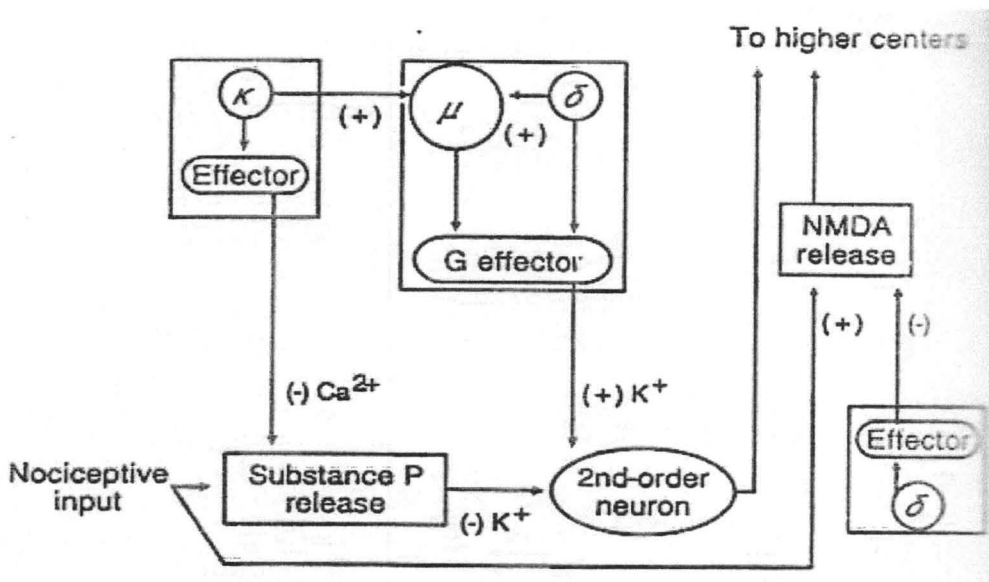 To higher centers
κ
(+)
μ
(+)
δ
Effector
G effector
NMDA
release
(+)
(-)
(-) Ca²⁺
(+) K⁺
Effector
δ
Nociceptive
input
Substance P
release
(-) K⁺
2nd-order
neuron